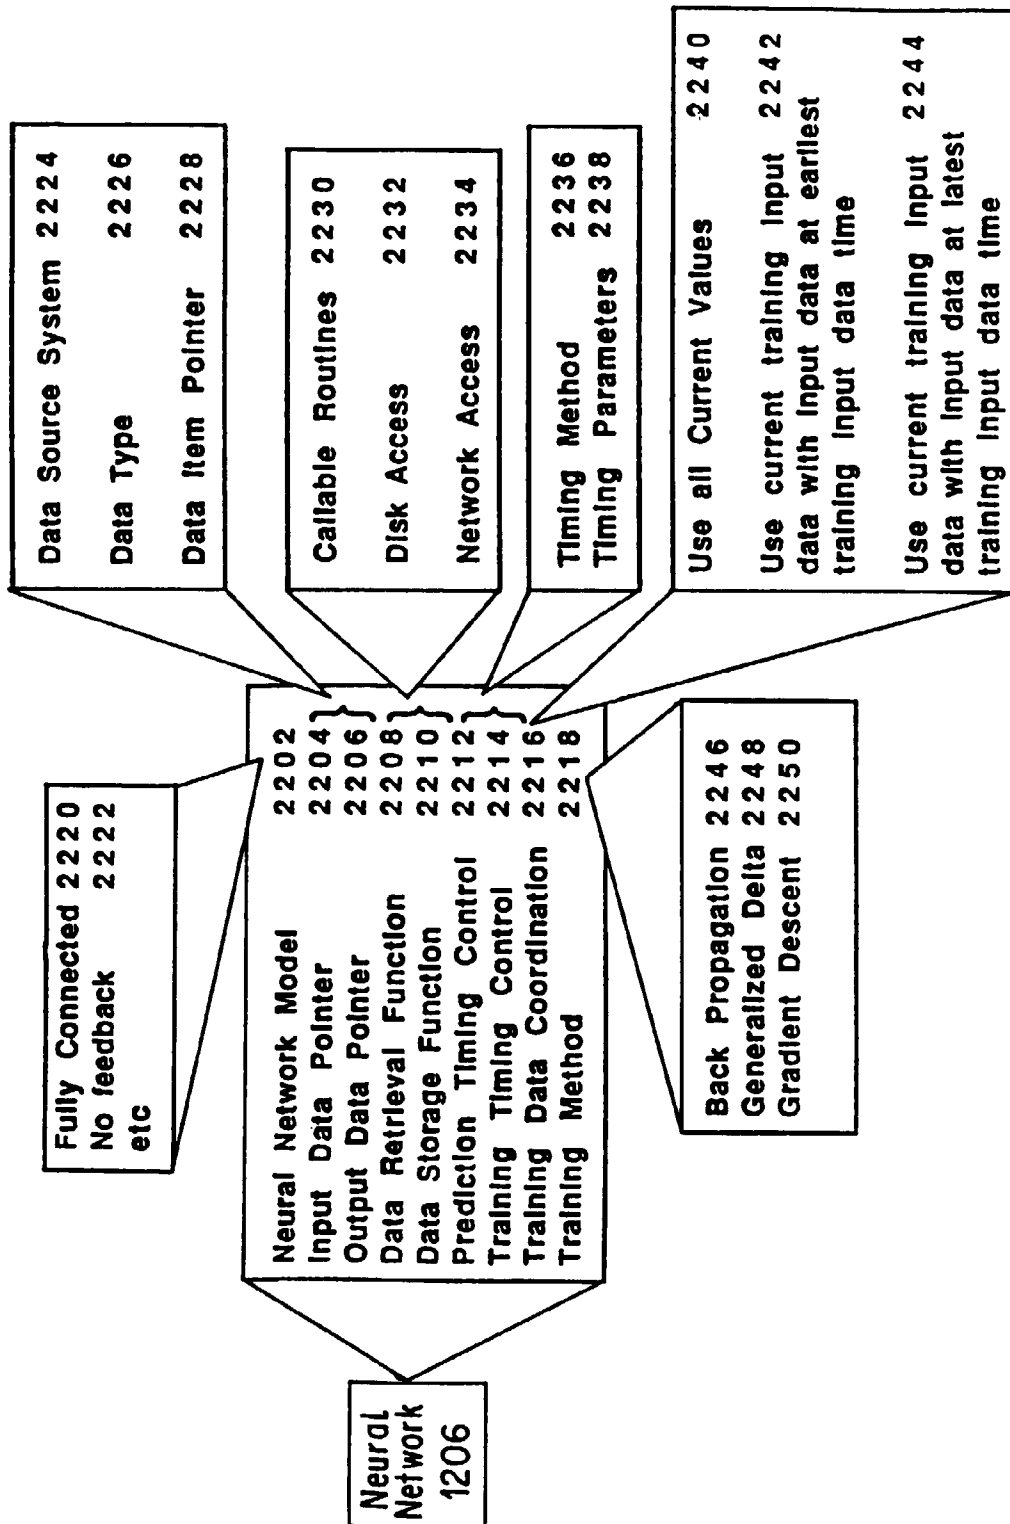 Neural
Network
1206
Neural Network Model 2202
Input Data Pointer 2204
Output Data Pointer 2206
Data Retrieval Function 2208
Data Storage Function 2210
Prediction Timing Control 2212
Training Timing Control 2214
Training Data Coordination 2216
Training Method 2218
Fully Connected 2220
No feedback 2222
etc
Data Source System 2224
Data Type 2226
Data Item Pointer 2228
Callable Routines 2230
Disk Access 2232
Network Access 2234
Timing Method 2236
Timing Parameters 2238
Use all Current Values 2240
Use current training Input 2242
data with Input data at earliest
training Input data time
Use current training Input 2244
data with Input data at latest
training Input data time
Back Propagation 2246
Generalized Delta 2248
Gradient Descent 2250